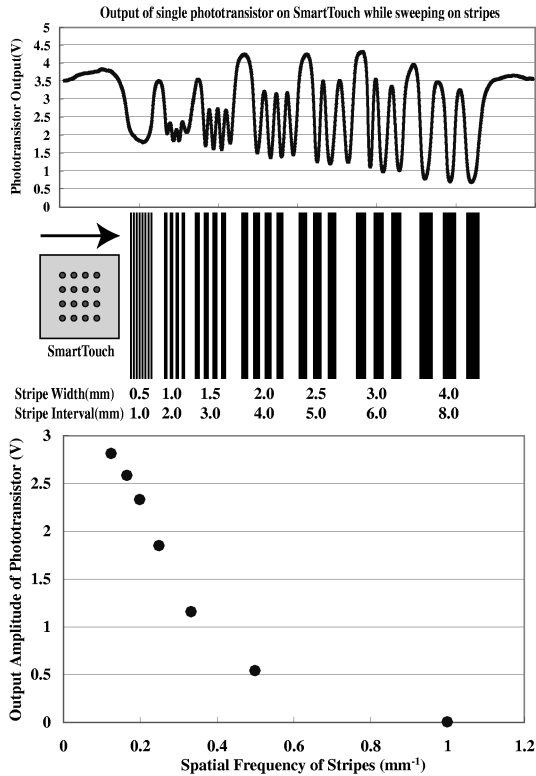 Output of single phototransistor on SmartTouch while sweeping on stripes
Phototransistor Output(V)
5
4.5
4
3.5
3
2.5
2
1.5
1
0.5
0
SmartTouch
Stripe Width(mm) 0.5 1.0 1.5 2.0 2.5 3.0 4.0
Stripe Interval(mm) 1.0 2.0 3.0 4.0 5.0 6.0 8.0
Output Amplitude of Phototransistor (V)
3
2.5
2
1.5
1
0.5
0
0 0.2 0.4 0.6 0.8 1 1.2
Spatial Frequency of Stripes (mm-1)